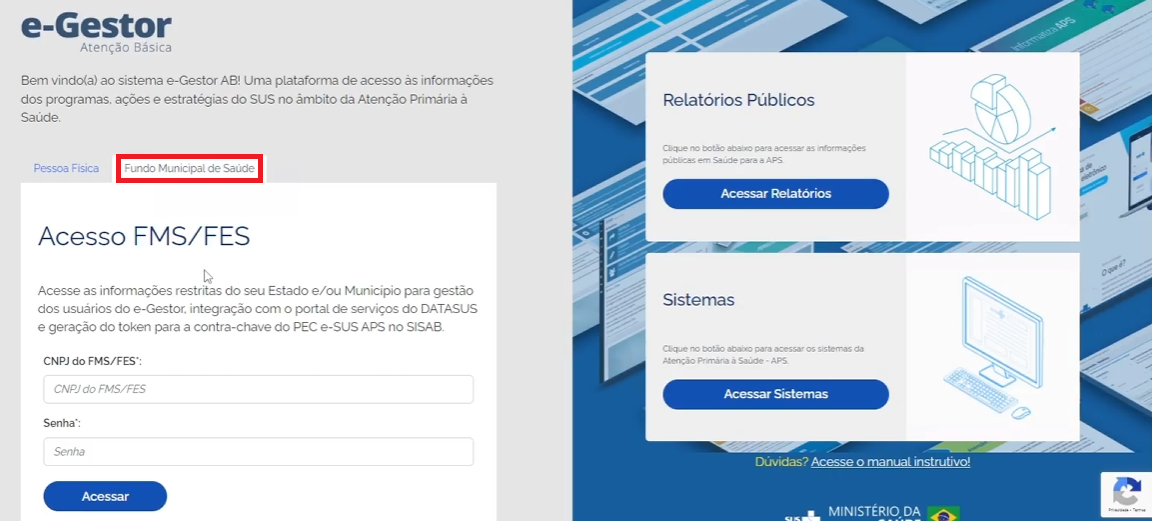 e-Gestor
Atenção Básica
Bem vindo(a) ao sistema e-Gestor AB! Uma plataforma de acesso às informações
dos programas, ações e estratégias do SUS no âmbito da Atenção Primária à
Saúde.
Pessoa Física
Fundo Municipal de Saúde
Acesso FMS/FES
Acesse as informações restritas do seu Estado e/ou Municipio para gestão
dos usuários do e-Gestor, integração com o portal de serviços do DATASUS
e geração do token para a contra-chave do PEC e-SUS APS no SISAB.
CNPJ do FMS/FES*:
CNPJ do FMS/FES
Senha*:
Senha
Acessar
Informatiza APS
Relatórios Públicos
Clique no botão abaixo para acessar as informações
públicas em Saúde para a APS.
Acessar Relatórios
Sistemas
Clique no botão abaixo para acessar os sistemas da
Atenção Primária à Saúde - APS.
Acessar Sistemas
O que é?
Dúvidas? Acesse o manual instrutivo!
SUS
MINISTÉRIO DA
SAÚDE
Privacidade - Termos